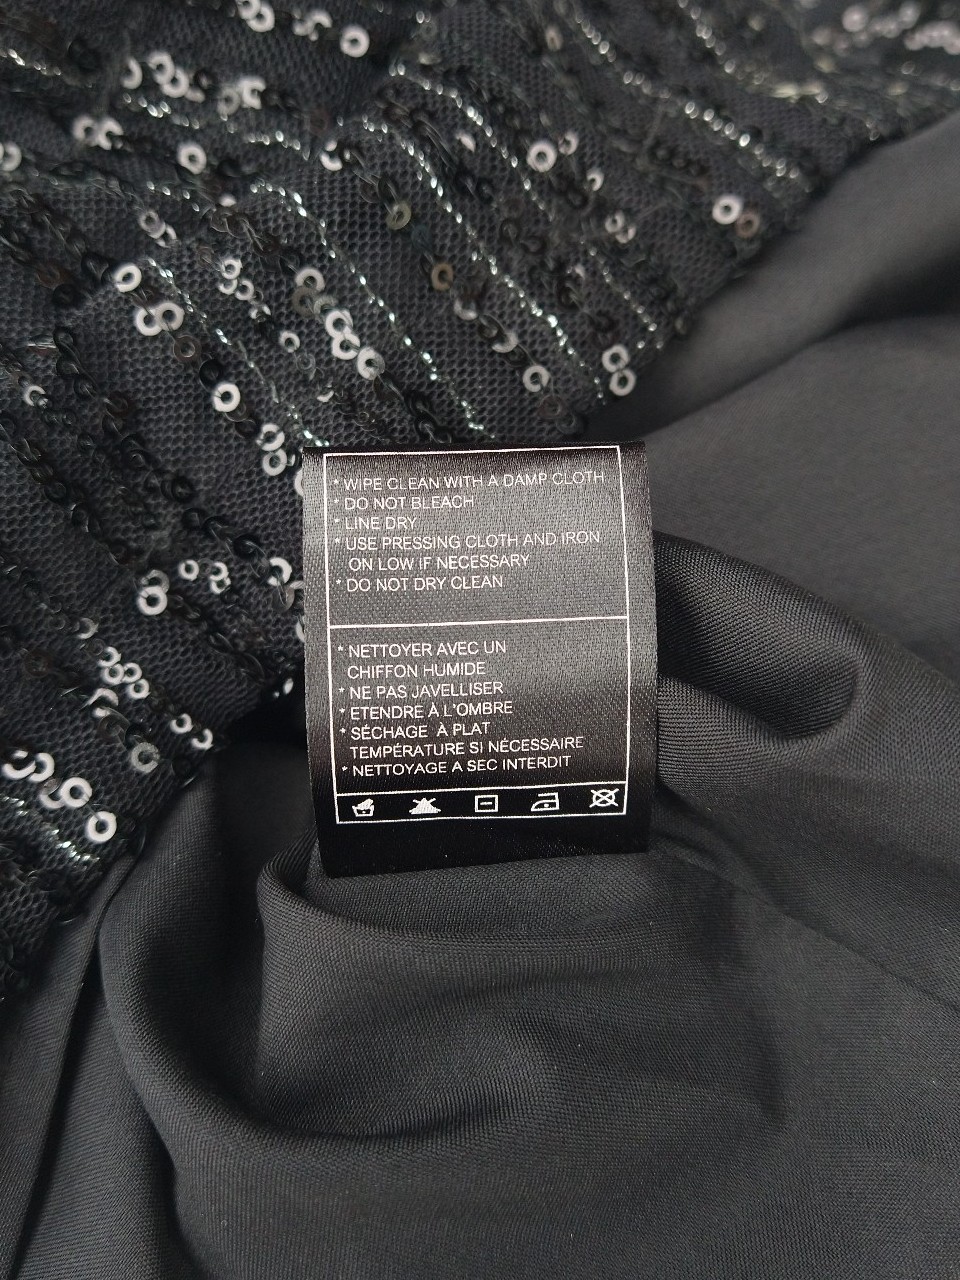 * WIPE CLEAN WITH A DAMP CLOTH
* DO NOT BLEACH
* LINE DRY
* USE PRESSING CLOTH AND IRON
ON LOW IF NECESSARY
* DO NOT DRY CLEAN
* NETTOYER AVEC UN
CHIFFON HUMIDE
* NE PAS JAVELLISER
* ETENDRE À L'OMBRE
* SÉCHAGE À PLAT
TEMPÉRATURE SI NÉCESSAIRE
* NETTOYAGE A SEC INTERDIT